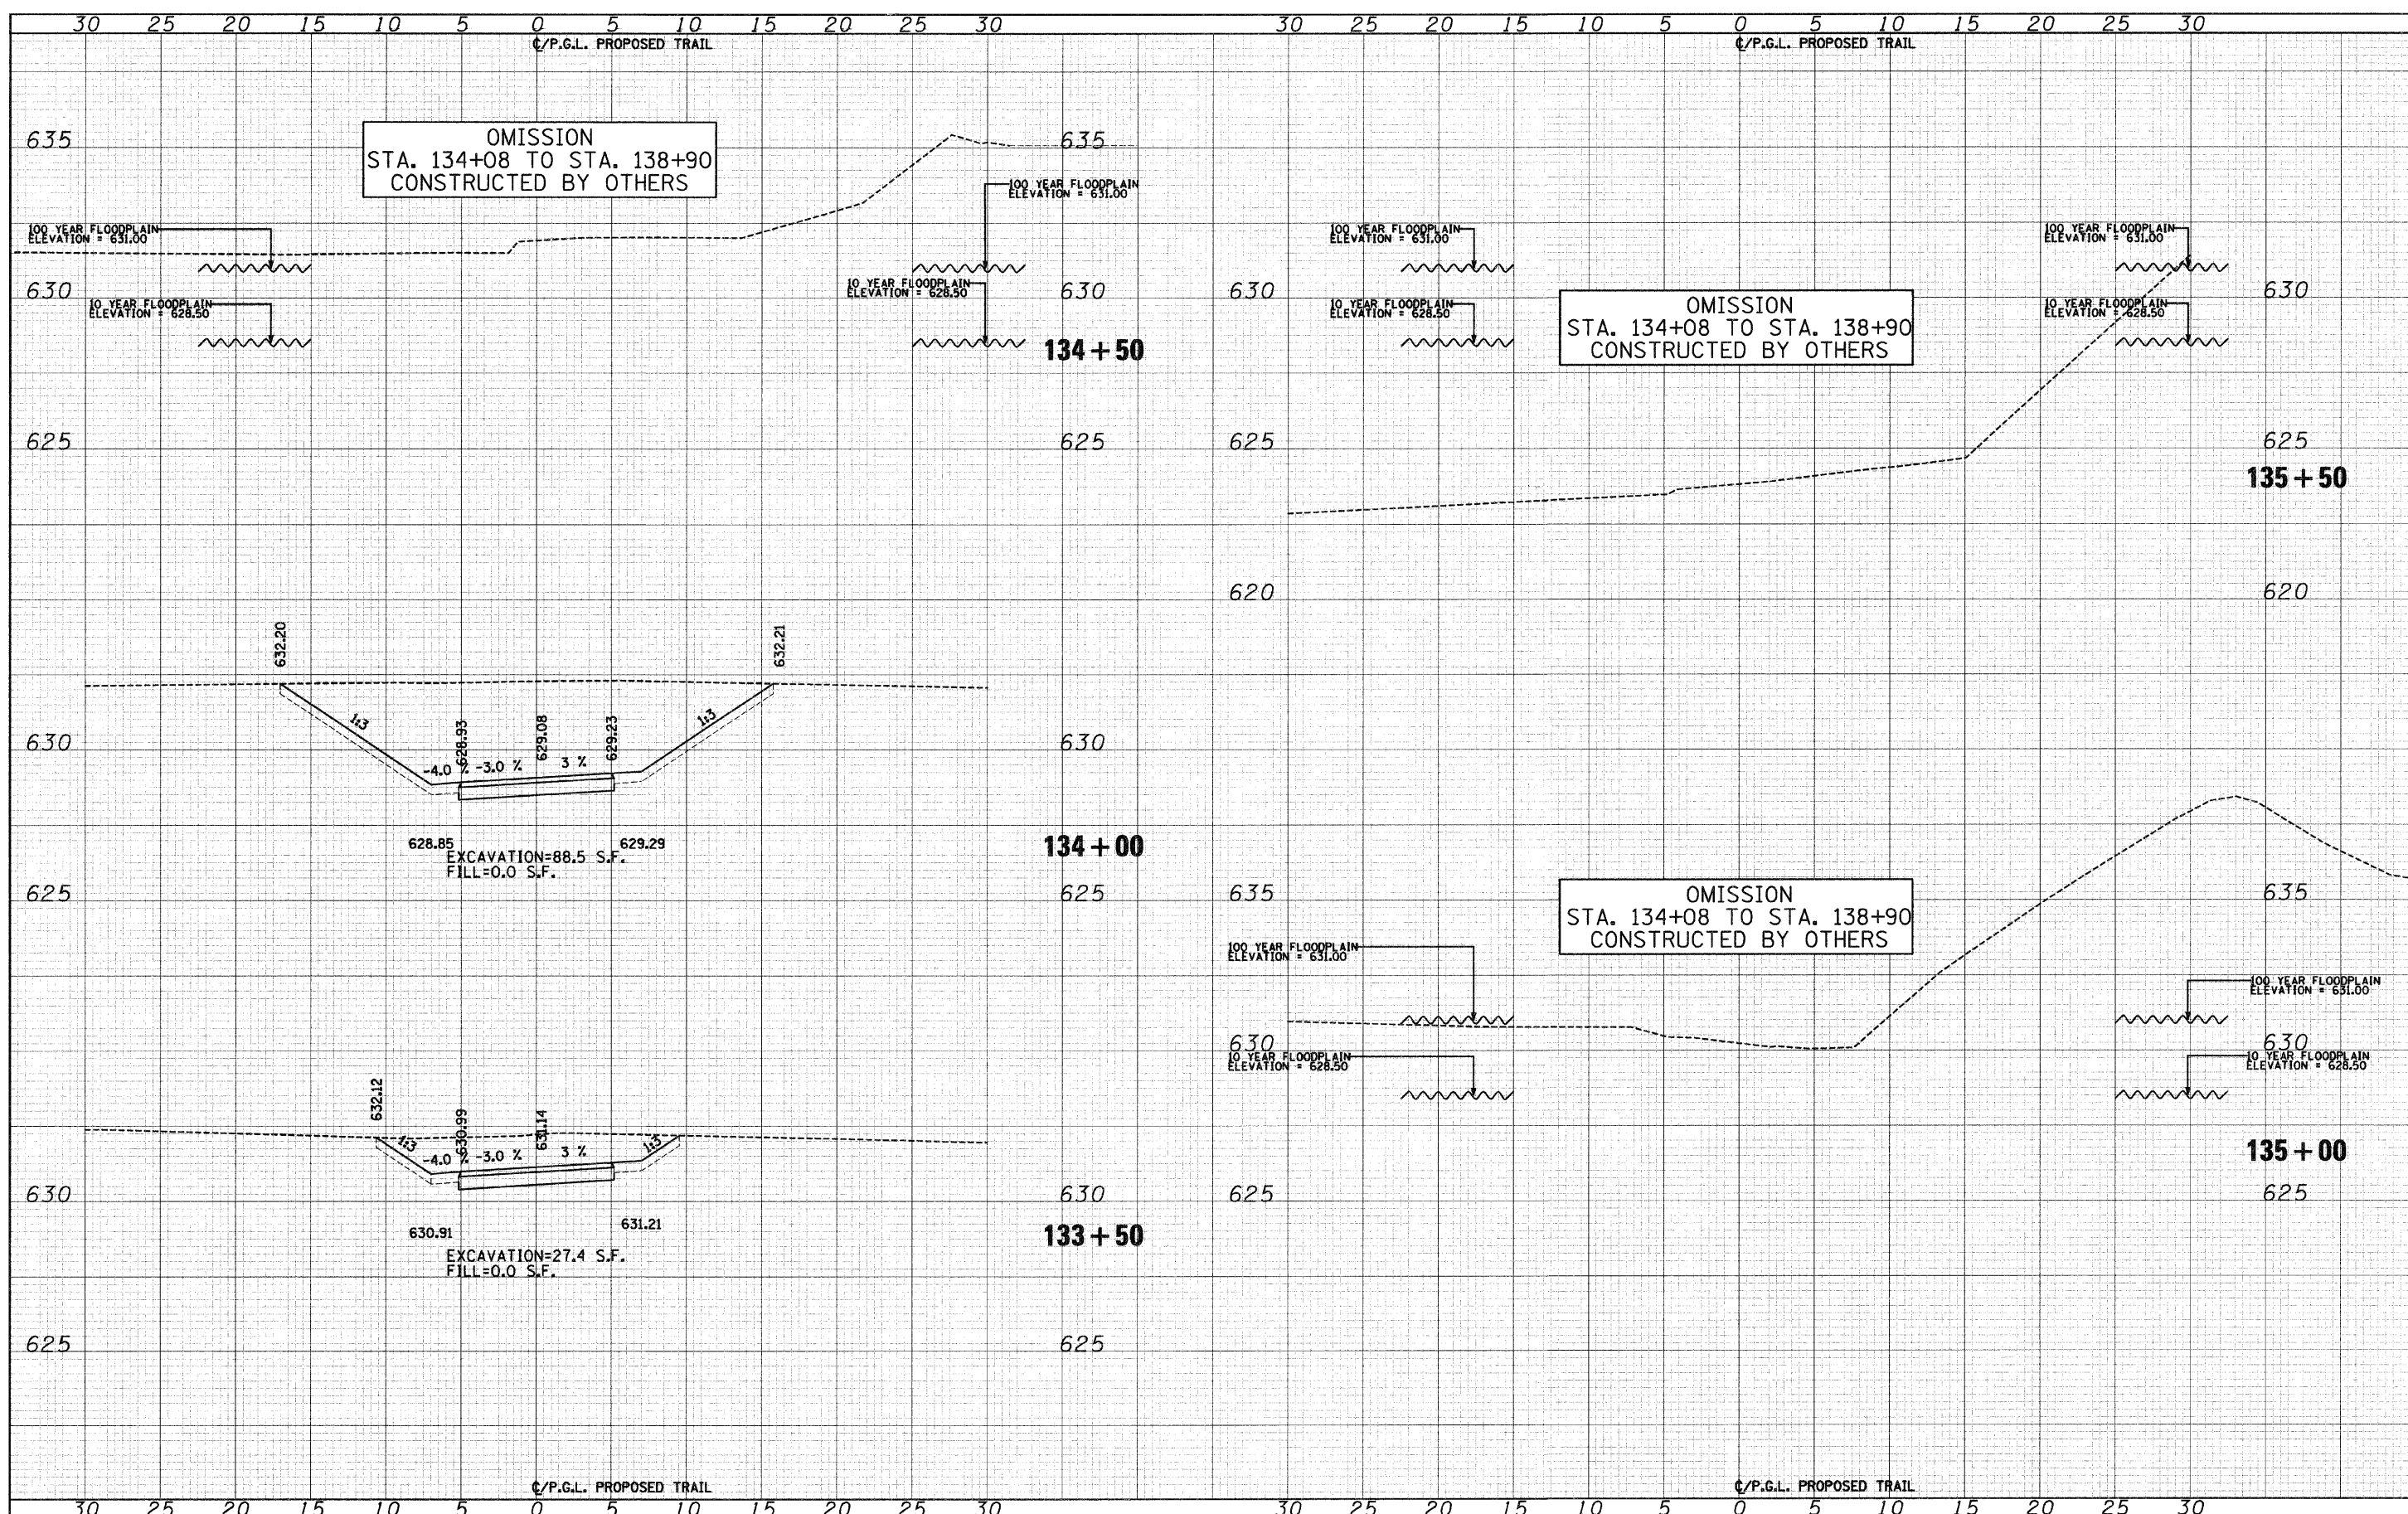 30 25 20 15 10 5 0 5 10 15 20 25 30
30 25 20 15 10 5 0 5 10 15 20 25 30
℄/P.G.L. PROPOSED TRAIL
℄/P.G.L. PROPOSED TRAIL
OMISSION
STA. 134+08 TO STA. 138+90
CONSTRUCTED BY OTHERS
635
635
100 YEAR FLOODPLAIN
ELEVATION = 631.00
100 YEAR FLOODPLAIN
ELEVATION = 631.00
10 YEAR FLOODPLAIN
ELEVATION = 628.50
10 YEAR FLOODPLAIN
ELEVATION = 628.50
630
134+50
625
625
632.20
632.21
1:3
1:3
628.93
629.08
629.23
-4.0 %
-3.0 %
3 %
630
630
628.85
629.29
EXCAVATION=88.5 S.F.
FILL=0.0 S.F.
134+00
625
625
632.12
630.99
631.14
1:3
1:3
-4.0 %
-3.0 %
3 %
630
630
630.91
631.21
EXCAVATION=27.4 S.F.
FILL=0.0 S.F.
133+50
625
625
100 YEAR FLOODPLAIN
ELEVATION = 631.00
100 YEAR FLOODPLAIN
ELEVATION = 631.00
630
630
10 YEAR FLOODPLAIN
ELEVATION = 628.50
10 YEAR FLOODPLAIN
ELEVATION = 628.50
OMISSION
STA. 134+08 TO STA. 138+90
CONSTRUCTED BY OTHERS
625
625
135+50
620
620
OMISSION
STA. 134+08 TO STA. 138+90
CONSTRUCTED BY OTHERS
635
635
100 YEAR FLOODPLAIN
ELEVATION = 631.00
100 YEAR FLOODPLAIN
ELEVATION = 631.00
630
630
10 YEAR FLOODPLAIN
ELEVATION = 628.50
10 YEAR FLOODPLAIN
ELEVATION = 628.50
135+00
625
625
℄/P.G.L. PROPOSED TRAIL
℄/P.G.L. PROPOSED TRAIL
30 25 20 15 10 5 0 5 10 15 20 25 30
30 25 20 15 10 5 0 5 10 15 20 25 30